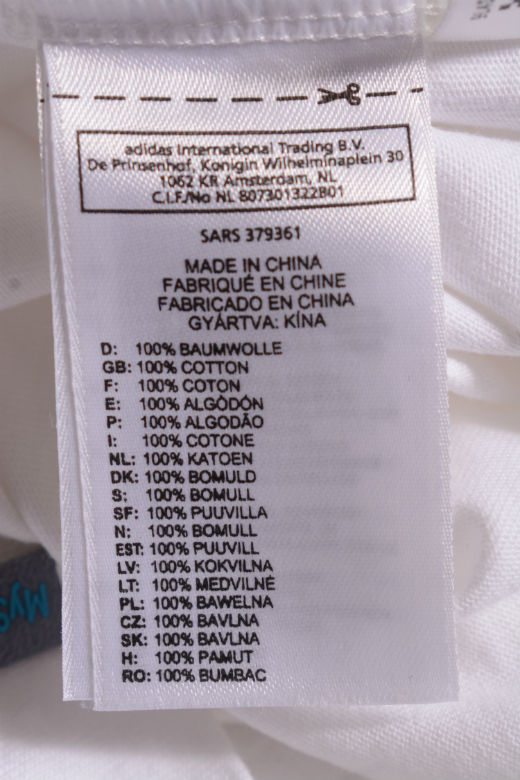 adidas International Trading B.V.
De Prinsenhof, Konigin Wilhelminaplein 30
1062 KR Amsterdam, NL
C.I.F./No NL 807301322B01
SARS 379361
MADE IN CHINA
FABRIQUÉ EN CHINE
FABRICADO EN CHINA
GYÁRTVA: KÍNA
D: 100% BAUMWOLLE
GB: 100% COTTON
F: 100% COTON
E: 100% ALGÓDÓN
P: 100% ALGODÃO
I: 100% COTONE
NL: 100% KATOEN
DK: 100% BOMULD
S: 100% BOMULL
SF: 100% PUUVILLA
N: 100% BOMULL
EST: 100% PUUVILL
LV: 100% KOKVILNA
LT: 100% MEDVILNĖ
PL: 100% BAWELNA
CZ: 100% BAVLNA
SK: 100% BAVLNA
H: 100% PAMUT
RO: 100% BUMBAC